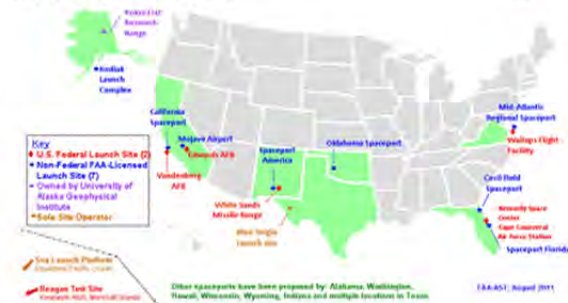 Poker Flat
Research
Range
Kodiak
Launch
Complex
California
Spaceport
Mojave Airport
Edwards AFB
Vandenberg
AFB
Key
U.S. Federal Launch Site
Non-Federal FAA-Licensed
Launch Site (7)
Owned by University of
Alaska Geophysical
Institute
Sole Site Operator
Spaceport
America
White Sands
Missile Range
Blue Origin
Launch Site
Oklahoma Spaceport
Mid-Atlantic
Regional Spaceport
Wallops Flight
Facility
Cecil Field
Spaceport
Kennedy Space
Center
Cape Canaveral
Air Force Station
Spaceport Florida
Sea Launch Platform
Reagan Test Site
Other spaceports have been proposed by: Alabama, Washington,
Hawaii, Wisconsin, Wyoming, Indiana and multiple locations in Texas
FAA-AST, August 2011